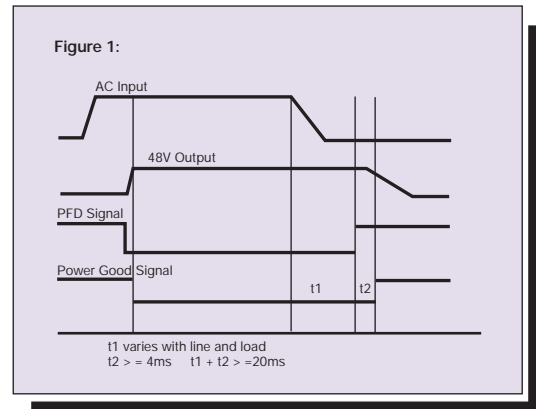 Figure 1:
AC Input
48V Output
PFD Signal
Power Good Signal
t1 t2
t1 varies with line and load
t2 > = 4ms t1 + t2 > =20ms